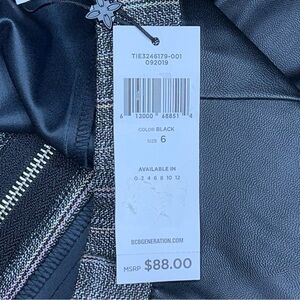 TIE3246179-001
092019
6 13000 68851 4
COLOR BLACK
SIZE 6
AVAILABLE IN
0 2 4 6 8 10 12
BCBGENERATION.COM
MSRP $88.00